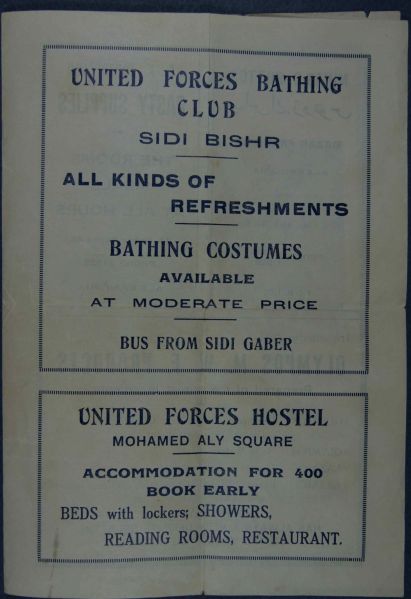 UNITED FORCES BATHING
CLUB
SIDI BISHR
ALL KINDS OF
REFRESHMENTS
BATHING COSTUMES
AVAILABLE
AT MODERATE PRICE
BUS FROM SIDI GABER
UNITED FORCES HOSTEL
MOHAMED ALY SQUARE
ACCOMMODATION FOR 400
BOOK EARLY
BEDS with lockers; SHOWERS,
READING ROOMS, RESTAURANT.